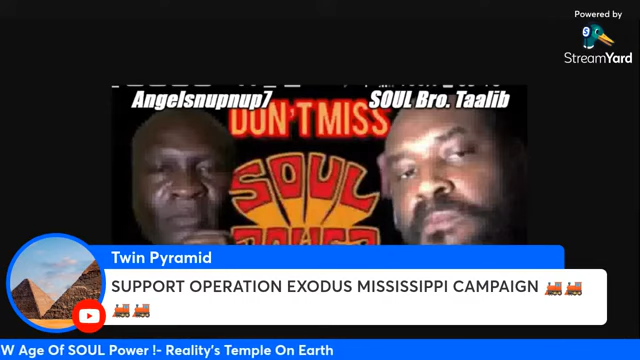 Powered by
StreamYard
Angelsnupnup7 SOUL Bro. Taalib
DON'T MISS
SOUL
POWER
Twin Pyramid
SUPPORT OPERATION EXODUS MISSISSIPPI CAMPAIGN 🚂🚂
🚂🚂
W Age Of SOUL Power !- Reality's Temple On Earth